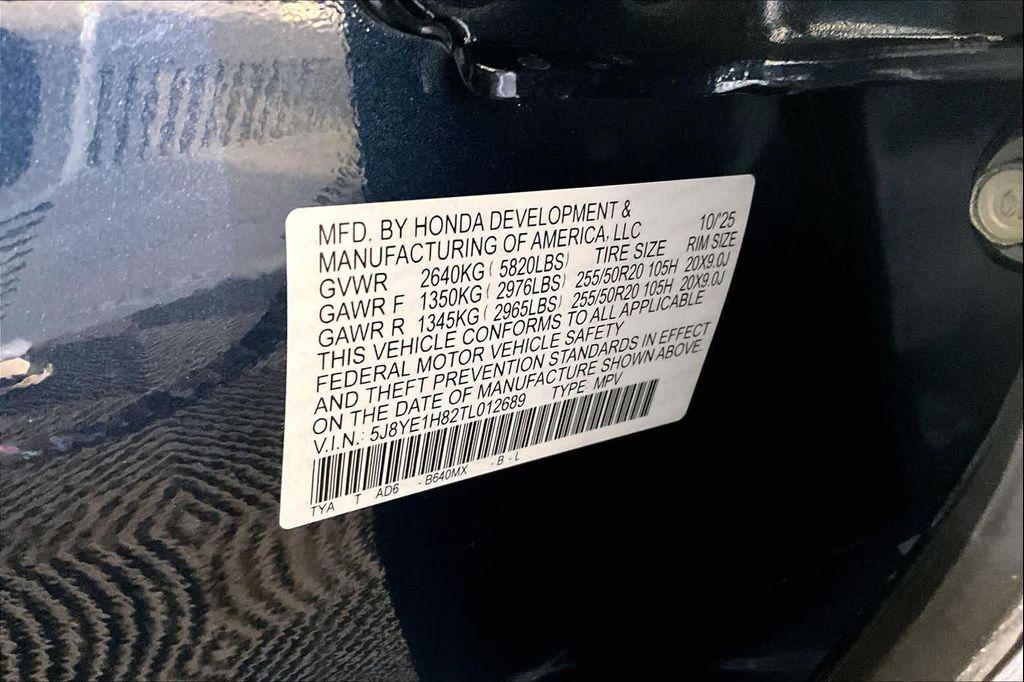 MFD. BY HONDA DEVELOPMENT & 10/'25
MANUFACTURING OF AMERICA, LLC
GVWR 2640KG ( 5820LBS) TIRE SIZE RIM SIZE
GAWR F 1350KG ( 2976LBS) 255/50R20 105H 20X9.0J
GAWR R 1345KG ( 2965LBS) 255/50R20 105H 20X9.0J
THIS VEHICLE CONFORMS TO ALL APPLICABLE
FEDERAL MOTOR VEHICLE SAFETY
AND THEFT PREVENTION STANDARDS IN EFFECT
ON THE DATE OF MANUFACTURE SHOWN ABOVE.
V.I.N.: 5J8YE1H82TL012689 TYPE: MPV
TYA T AD6 - B640MX - B - L